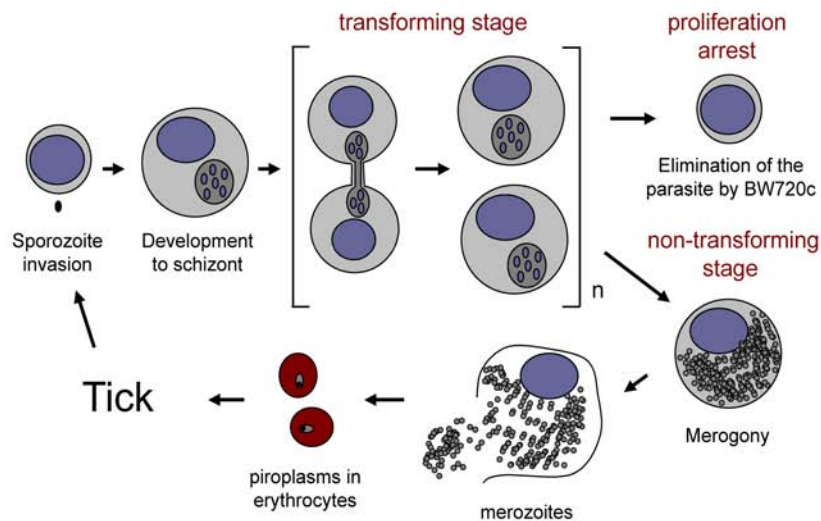 transforming stage
proliferation
arrest
Sporozoite
invasion
Development
to schizont
n
Elimination of the
parasite by BW720c
non-transforming
stage
Merogony
merozoites
piroplasms in
erythrocytes
Tick